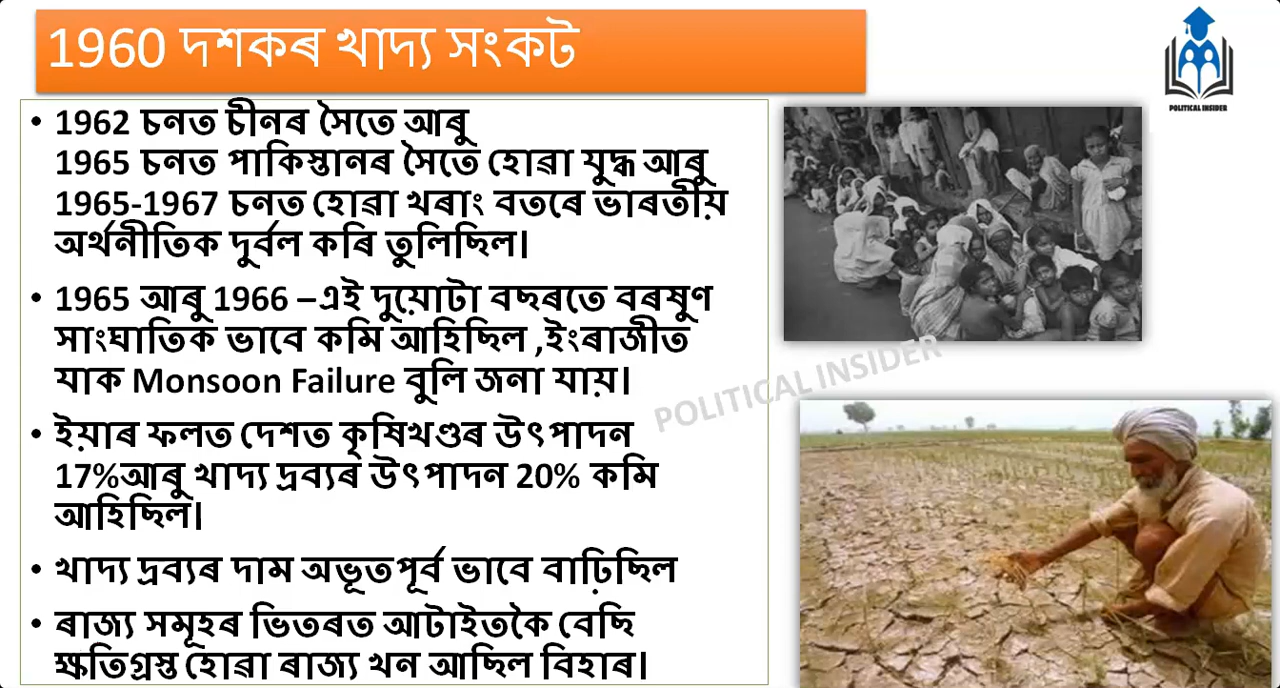 1960 দশকৰ খাদ্য সংকট
POLITICAL INSIDER
• 1962 চনত চীনৰ সৈতে আৰু
1965 চনত পাকিস্তানৰ সৈতে হোৱা যুদ্ধ আৰু
1965-1967 চনত হোৱা খৰাং বতৰে ভাৰতীয়
অৰ্থনীতিক দুৰ্বল কৰি তুলিছিল।
• 1965 আৰু 1966 –এই দুয়োটা বছৰতে বৰষুণ
সাংঘাতিক ভাবে কমি আহিছিল ,ইংৰাজীত
যাক Monsoon Failure বুলি জনা যায়।
• ইয়াৰ ফলত দেশত কৃষিখণ্ডৰ উৎপাদন
17%আৰু খাদ্য দ্ৰব্যৰ উৎপাদন 20% কমি
আহিছিল।
• খাদ্য দ্ৰব্যৰ দাম অভূতপূৰ্ব ভাবে বাঢ়িছিল
• ৰাজ্য সমূহৰ ভিতৰত আটাইতকৈ বেছি
ক্ষতিগ্ৰস্ত হোৱা ৰাজ্য খন আছিল বিহাৰ।
POLITICAL INSIDER